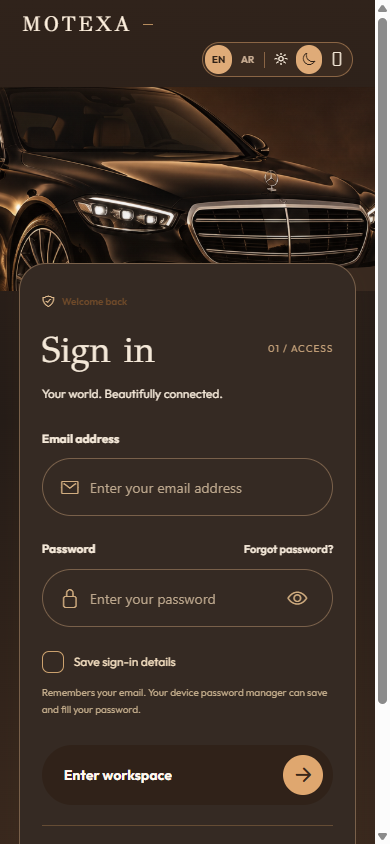 MOTEXA
EN AR
Welcome back
Sign in
01 / ACCESS
Your world. Beautifully connected.
Email address
Enter your email address
Password Forgot password?
Enter your password
Save sign-in details
Remembers your email. Your device password manager can save
and fill your password.
Enter workspace